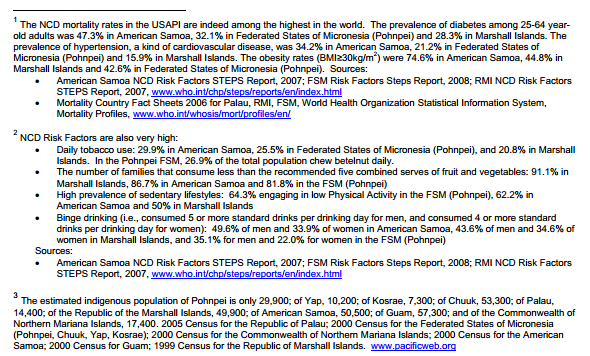 1 The NCD mortality rates in the USAPI are indeed among the highest in the world. The prevalence of diabetes among 25-64 year-
old adults was 47.3% in American Samoa, 32.1% in Federated States of Micronesia (Pohnpei) and 28.3% in Marshall Islands. The
prevalence of hypertension, a kind of cardiovascular disease, was 34.2% in American Samoa, 21.2% in Federated States of
Micronesia (Pohnpei) and 15.9% in Marshall Islands. The obesity rates (BMI≥30kg/m2) were 74.6% in American Samoa, 44.8% in
Marshall Islands and 42.6% in Federated States of Micronesia (Pohnpei). Sources:
• American Samoa NCD Risk Factors STEPS Report, 2007; FSM Risk Factors Steps Report, 2008; RMI NCD Risk Factors
STEPS Report, 2007, www.who.int/chp/steps/reports/en/index.html
• Mortality Country Fact Sheets 2006 for Palau, RMI, FSM, World Health Organization Statistical Information System,
Mortality Profiles, www.who.int/whosis/mort/profiles/en/
2 NCD Risk Factors are also very high:
• Daily tobacco use: 29.9% in American Samoa, 25.5% in Federated States of Micronesia (Pohnpei), and 20.8% in Marshall
Islands. In the Pohnpei FSM, 26.9% of the total population chew betelnut daily.
• The number of families that consume less than the recommended five combined serves of fruit and vegetables: 91.1% in
Marshall Islands, 86.7% in American Samoa and 81.8% in the FSM (Pohnpei)
• High prevalence of sedentary lifestyles: 64.3% engaging in low Physical Activity in the FSM (Pohnpei), 62.2% in
American Samoa and 50% in Marshall Islands
• Binge drinking (i.e., consumed 5 or more standard drinks per drinking day for men, and consumed 4 or more standard
drinks per drinking day for women): 49.6% of men and 33.9% of women in American Samoa, 43.6% of men and 34.6% of
women in Marshall Islands, and 35.1% for men and 22.0% for women in the FSM (Pohnpei)
Sources:
• American Samoa NCD Risk Factors STEPS Report, 2007; FSM Risk Factors Steps Report, 2008; RMI NCD Risk Factors
STEPS Report, 2007, www.who.int/chp/steps/reports/en/index.html
3 The estimated indigenous population of Pohnpei is only 29,900; of Yap, 10,200; of Kosrae, 7,300; of Chuuk, 53,300; of Palau,
14,400; of the Republic of the Marshall Islands, 49,900; of American Samoa, 50,500; of Guam, 57,300; and of the Commonwealth of
Northern Mariana Islands, 17,400. 2005 Census for the Republic of Palau; 2000 Census for the Federated States of Micronesia
(Pohnpei, Chuuk, Yap, Kosrae); 2000 Census for the Commonwealth of Northern Mariana Islands; 2000 Census for the American
Samoa; 2000 Census for Guam; 1999 Census for the Republic of Marshall Islands. www.pacificweb.org